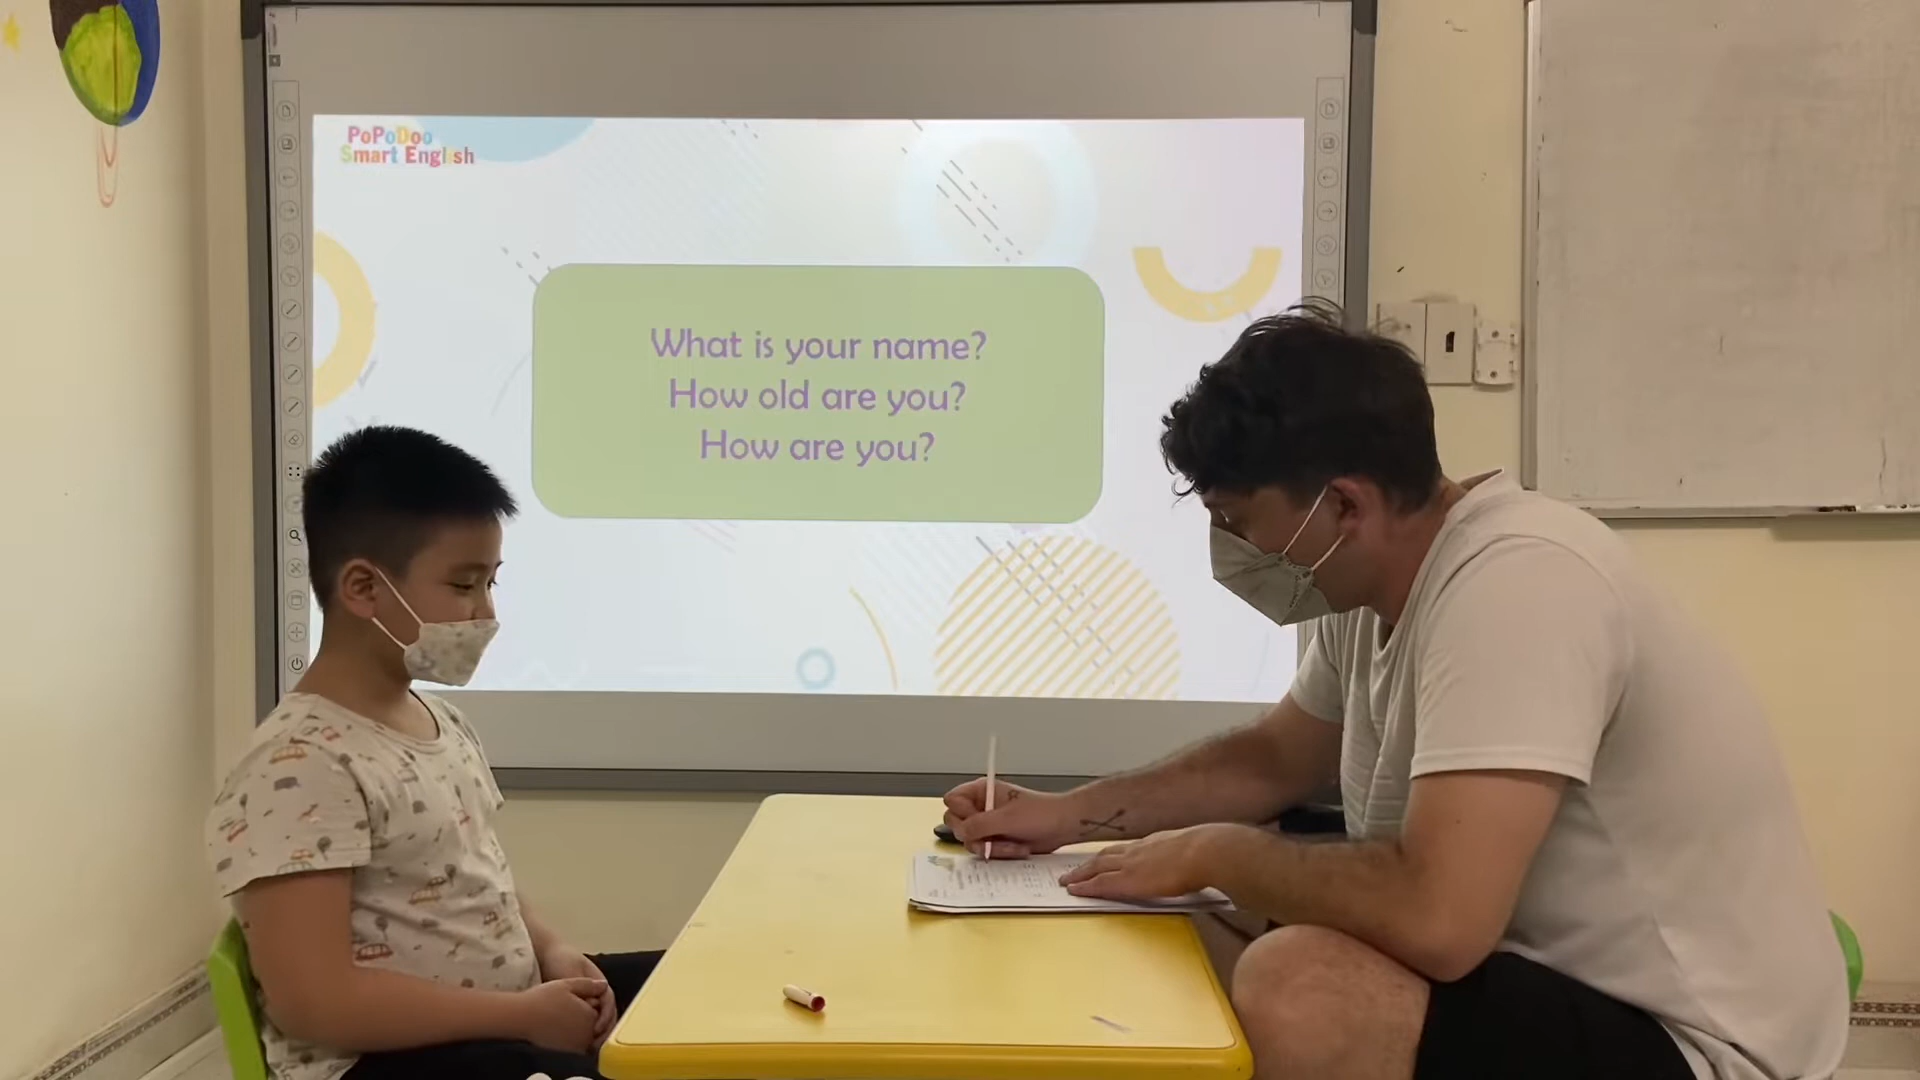 PoPoDoo
Smart English
What is your name?
How old are you?
How are you?